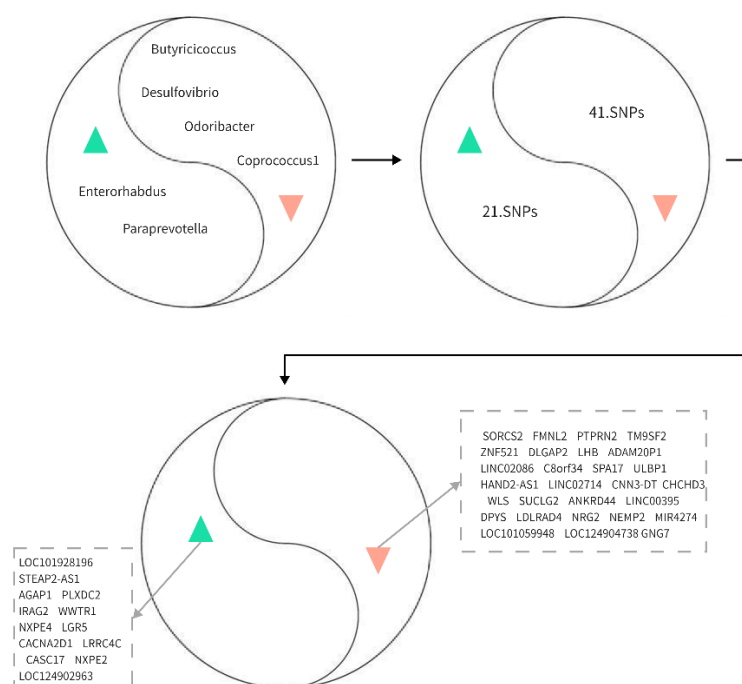 Butyricicoccus
Desulfovibrio
Odoribacter
Coprococcus1
Enterorhabdus
Paraprevotella
41.SNPs
21.SNPs
SORCS2 FMNL2 PTPRN2 TM9SF2
ZNF521 DLGAP2 LHB ADAM20P1
LINC02086 C8orf34 SPA17 ULBP1
HAND2-AS1 LINC02714 CNN3-DT CHCHD3
WLS SUCLG2 ANKRD44 LINC00395
DPYS LDLRAD4 NRG2 NEMP2 MIR4274
LOC101059948 LOC124904738 GNG7
LOC101928196
STEAP2-AS1
AGAP1 PLXDC2
IRAG2 WWTR1
NXPE4 LGR5
CACNA2D1 LRRC4C
CASC17 NXPE2
LOC124902963